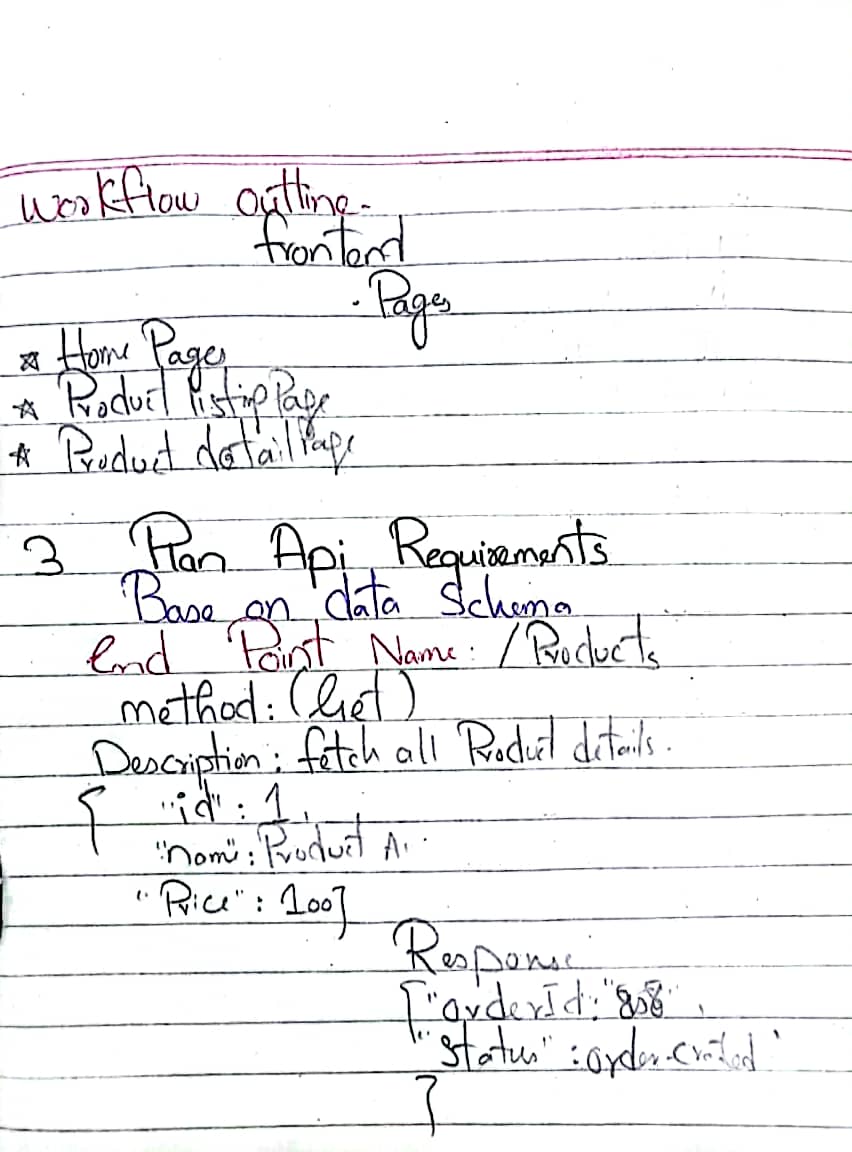 Workflow outline.
frontend
. Pages
☆ Home Pages
☆ Product listing Page
☆ Product detail Page
3 Plan Api Requirements
Base on data Schema
End Point Name: /Products
method: (Get)
Description: fetch all Product details.
{ "id": 1,
"nam": Product A.
"Price": 100}
Response
{"orderId: "808",
"Status" : order-created'
}